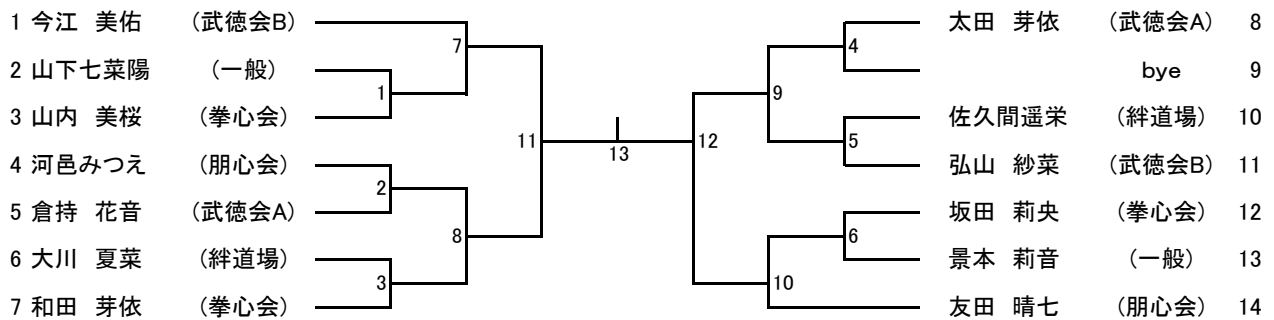 1 今江 美佑 (武徳会B)
2 山下七菜陽 (一般)
3 山内 美桜 (拳心会)
4 河邑みつえ (朋心会)
5 倉持 花音 (武徳会A)
6 大川 夏菜 (絆道場)
7 和田 芽依 (拳心会)
7
1
2
8
3
11
13
12
太田 芽依 (武徳会A) 8
bye 9
佐久間遥栄 (絆道場) 10
弘山 紗菜 (武徳会B) 11
坂田 莉央 (拳心会) 12
景本 莉音 (一般) 13
友田 晴七 (朋心会) 14
4
9
5
6
10